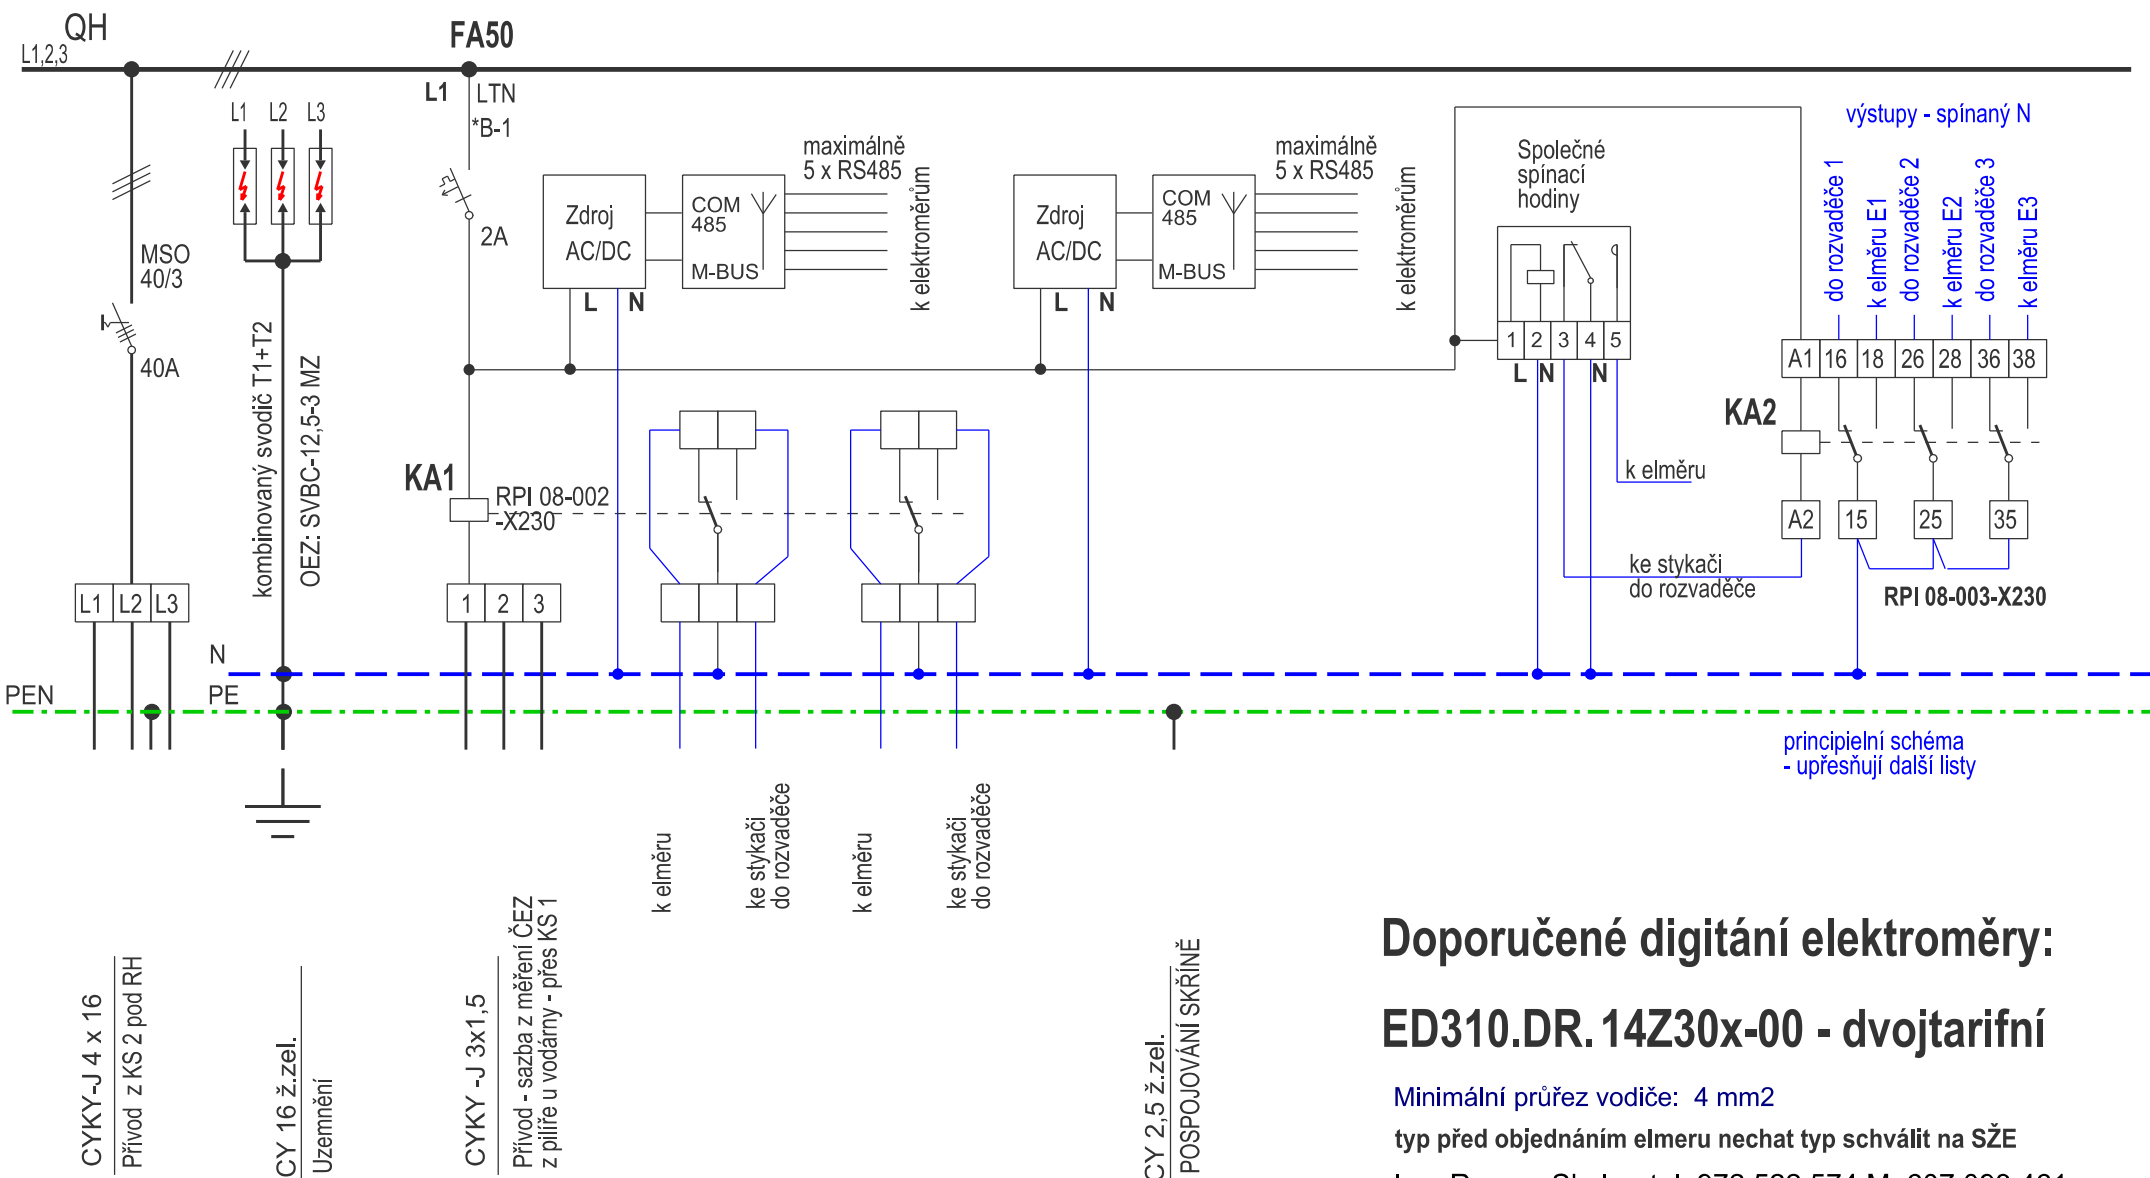 QH
L1,2,3
FA50
L1
LTN
*B-1
2A
L1
L2
L3
MSO
40/3
40A
kombinovaný svodič T1+T2
OEZ: SVBC-12,5-3 MZ
Zdroj
AC/DC
L
N
COM
485
M-BUS
maximálně
5 x RS485
k elektroměrům
Zdroj
AC/DC
L
N
COM
485
M-BUS
maximálně
5 x RS485
k elektroměrům
Společné
spínací
hodiny
1
2
3
4
5
L
N
N
k elměru
ke stykači
do rozvaděče
výstupy - spínaný N
do rozvaděče 1
k elměru E1
do rozvaděče 2
k elměru E2
do rozvaděče 3
k elměru E3
A1
16
18
26
28
36
38
KA2
A2
15
25
35
RPI 08-003-X230
KA1
RPI 08-002
-X230
L1
L2
L3
1
2
3
N
PE
PEN
principielní schéma
- upřesňují další listy
k elměru
ke stykači
do rozvaděče
k elměru
ke stykači
do rozvaděče
CYKY-J 4 x 16
Přívod z KS 2 pod RH
CY 16 ž.zel.
Uzemnění
CYKY -J 3x1,5
Přívod - sazba z měření ČEZ
z pilíře u vodárny - přes KS 1
CY 2,5 ž.zel.
POSPOJOVÁNÍ SKŘÍNĚ
Doporučené digitání elektroměry:
ED310.DR. 14Z30x-00 - dvojtarifní
Minimální průřez vodiče: 4 mm2
typ před objednáním elmeru nechat typ schválit na SŽE